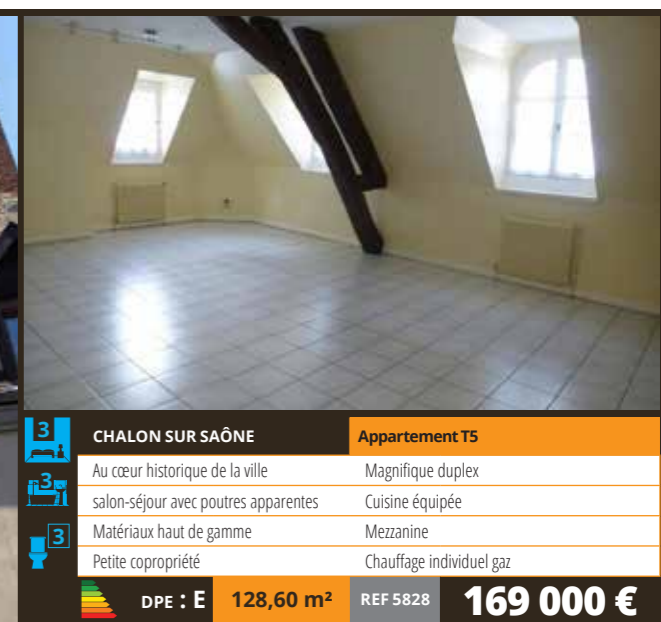 3
CHALON SUR SAÔNE
Appartement T5
Au cœur historique de la ville
Magnifique duplex
3
salon-séjour avec poutres apparentes
Cuisine équipée
3
Matériaux haut de gamme
Mezzanine
Petite copropriété
Chauffage individuel gaz
DPE : E
128,60 m²
REF 5828
169 000 €